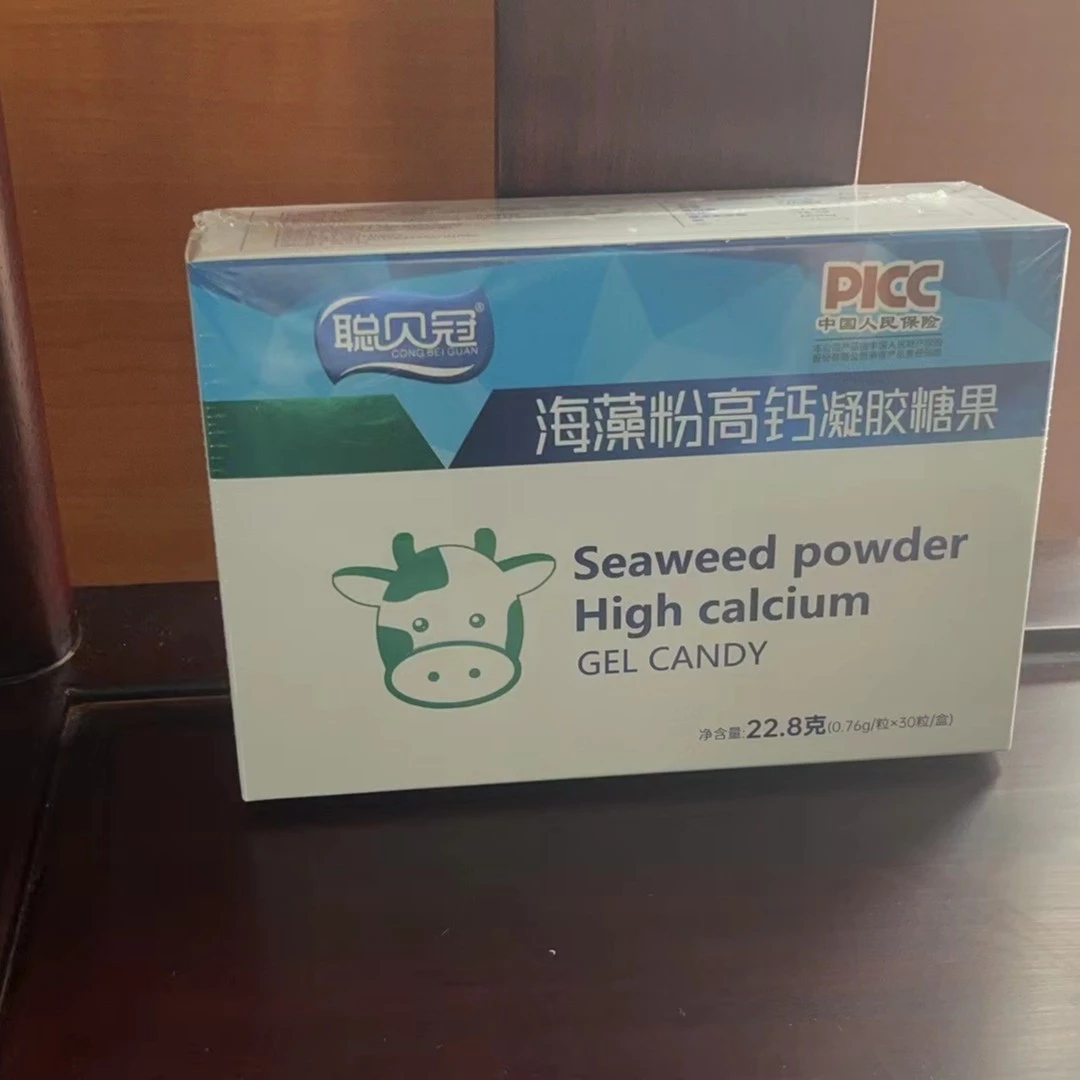 聪贝冠®
CONG BEI GUAN
PICC
中国人民保险
海藻粉高钙凝胶糖果
Seaweed powder
High calcium
GEL CANDY
净含量:22.8克(0.76g/粒×30粒/盒)